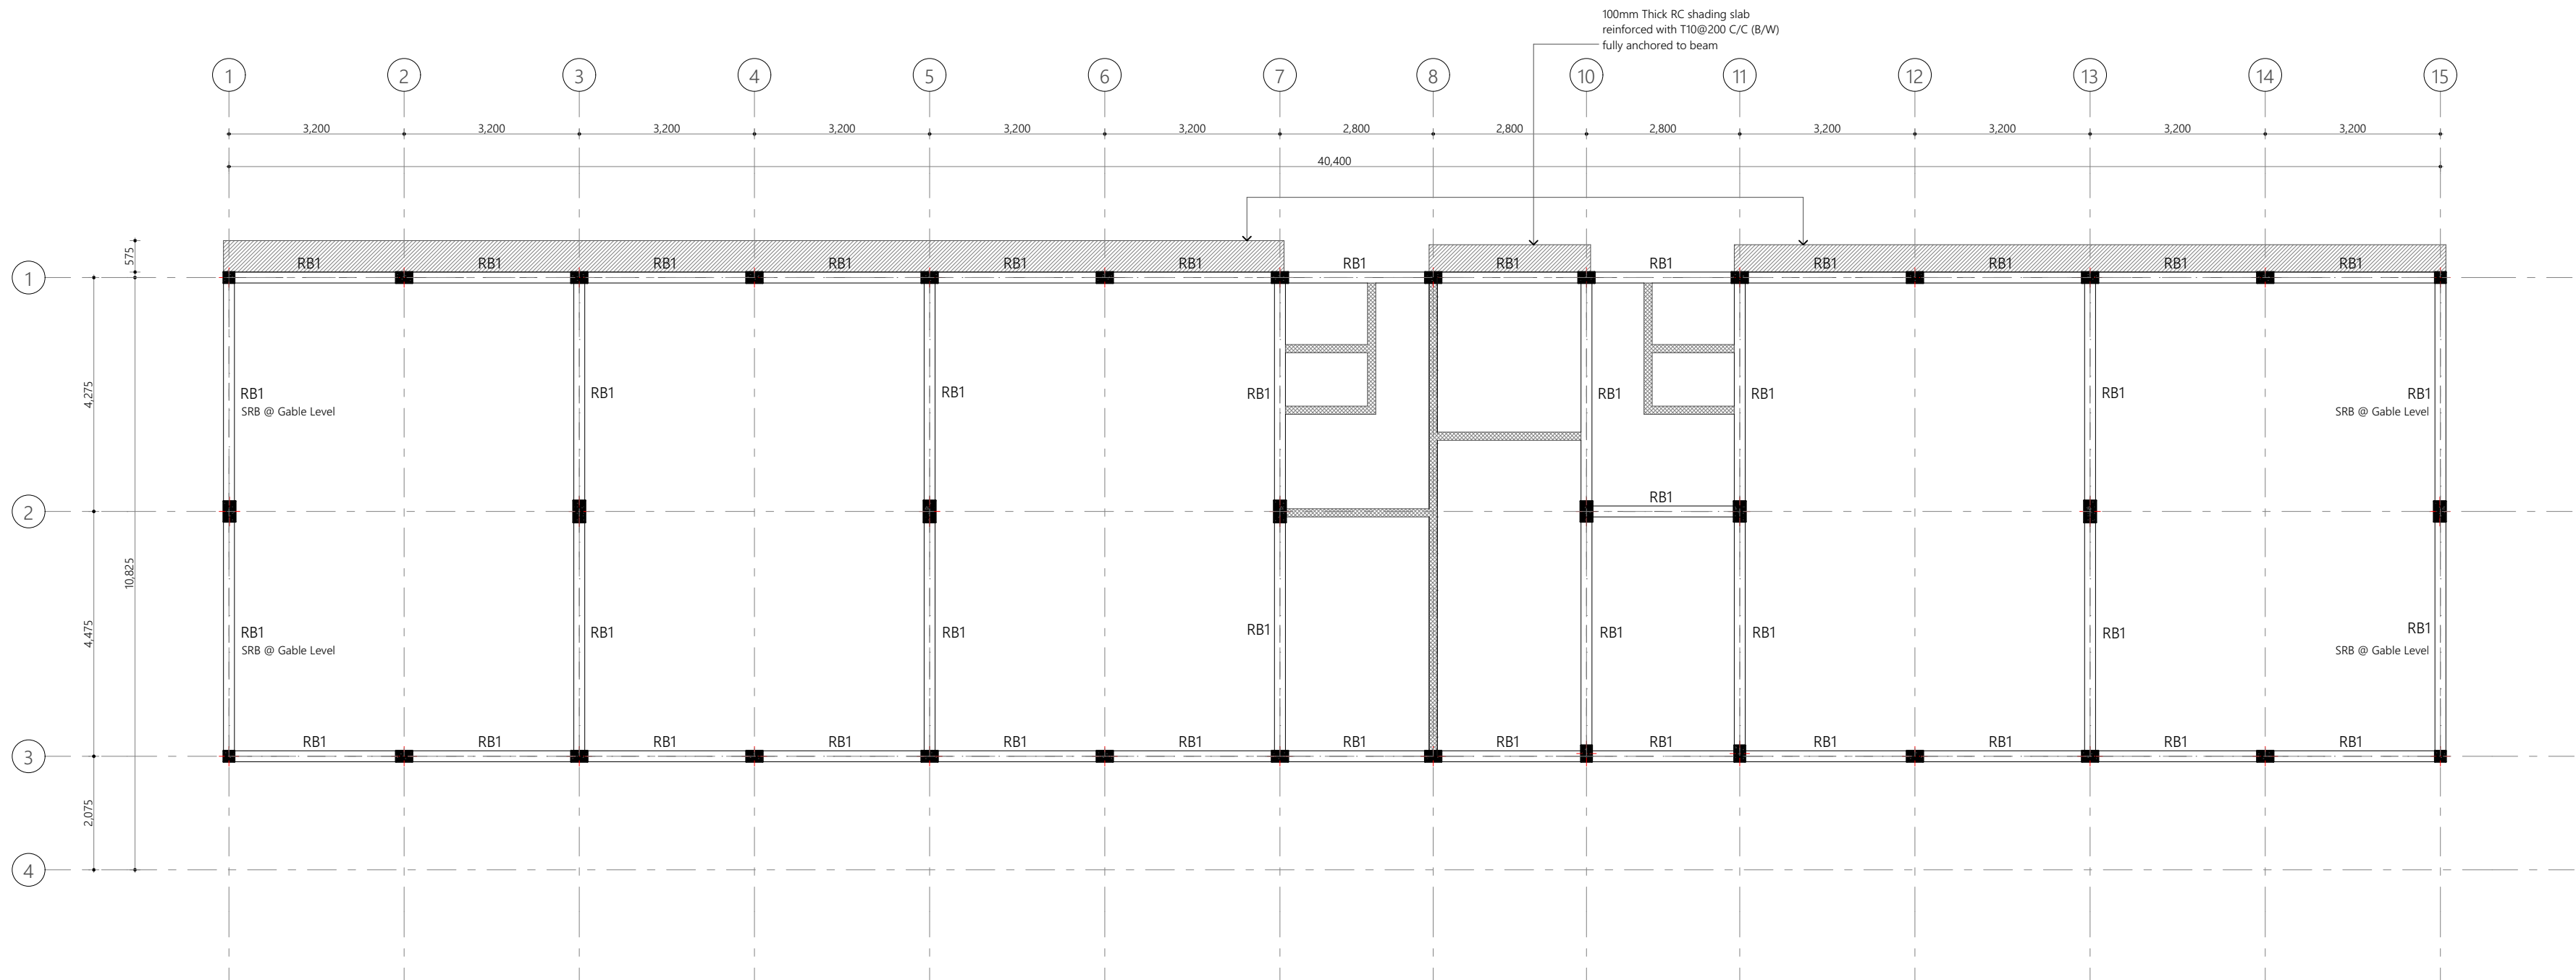 100mm Thick RC shading slab
reinforced with T10@200 C/C (B/W)
fully anchored to beam
1 2 3 4 5 6 7 8 10 11 12 13 14 15
3,200 3,200 3,200 3,200 3,200 3,200 2,800 2,800 2,800 3,200 3,200 3,200 3,200
40,400
575
RB1 RB1 RB1 RB1 RB1 RB1 RB1 RB1 RB1 RB1 RB1 RB1 RB1
1
4,275
RB1 RB1 RB1 RB1 RB1 RB1 RB1 RB1
SRB @ Gable Level SRB @ Gable Level
RB1
2
10,825
4,475
RB1 RB1 RB1 RB1 RB1 RB1 RB1 RB1
SRB @ Gable Level SRB @ Gable Level
RB1 RB1 RB1 RB1 RB1 RB1 RB1 RB1 RB1 RB1 RB1 RB1 RB1
3
2,075
4